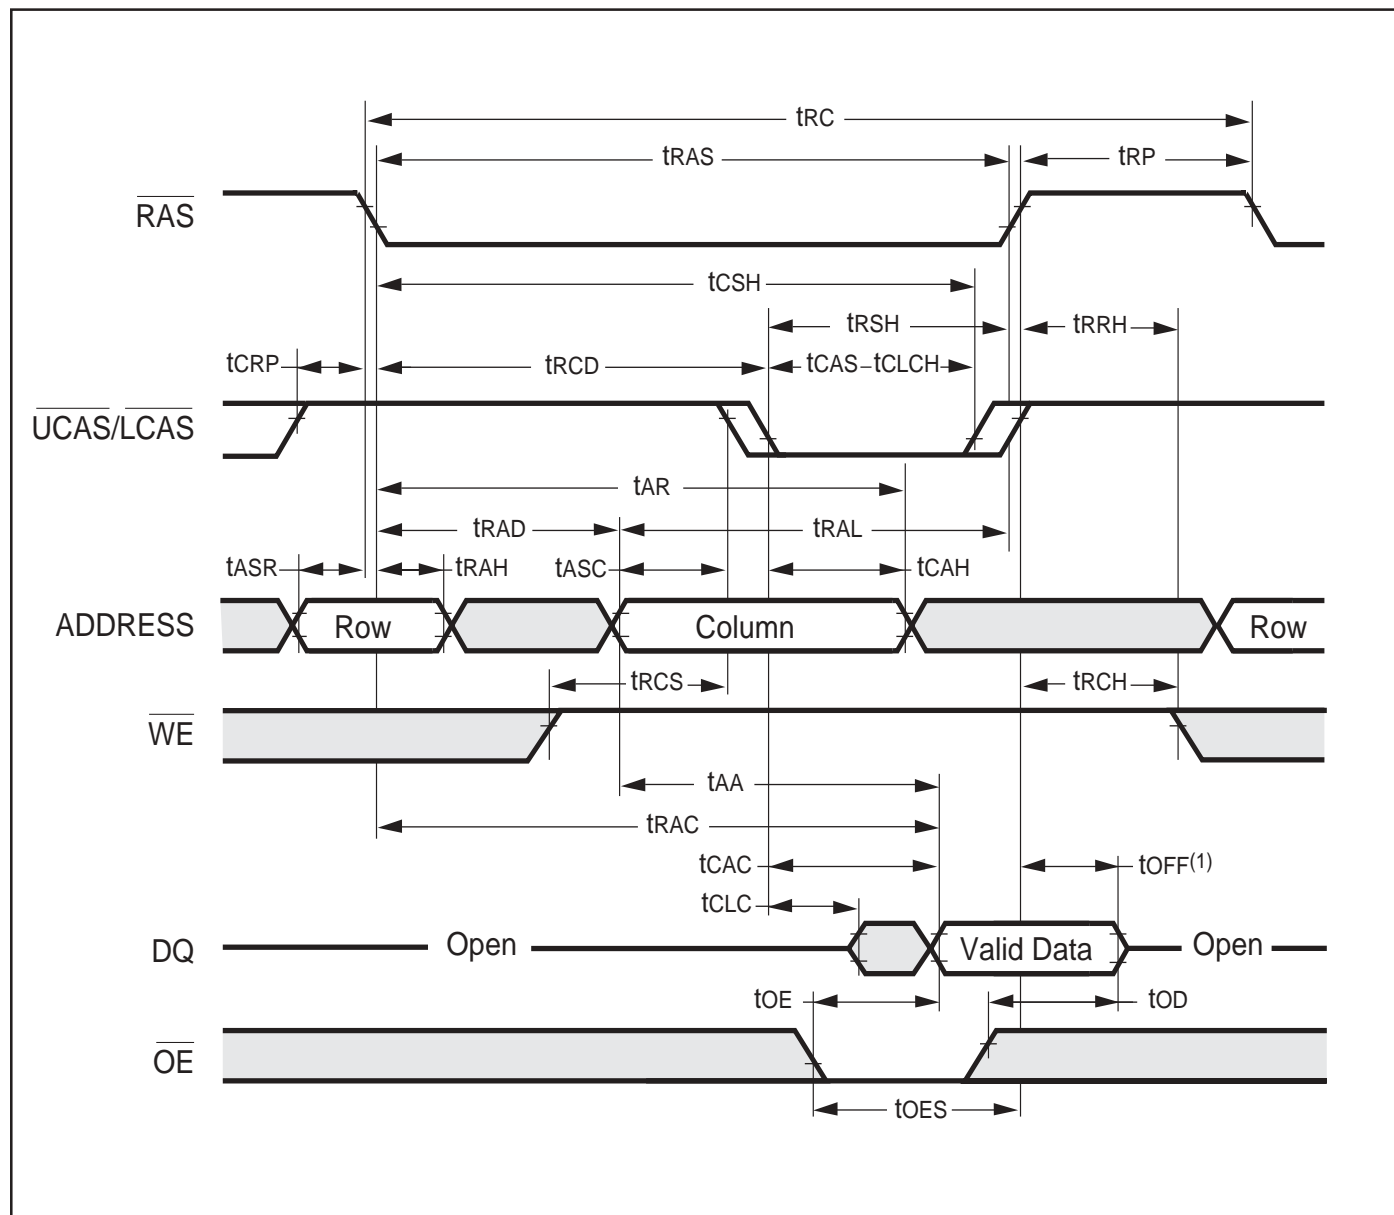 tRC
tRAS tRP
RAS
tCSH
tRSH tRRH
tCRP tRCD tCAS tCLCH
UCAS/LCAS
tAR
tRAD tRAL
tASR tRAH tASC tCAH
ADDRESS Row Column Row
tRCS tRCH
WE
tAA
tRAC
tCAC tOFF(1)
tCLC
DQ Open Valid Data Open
tOE tOD
OE
tOES